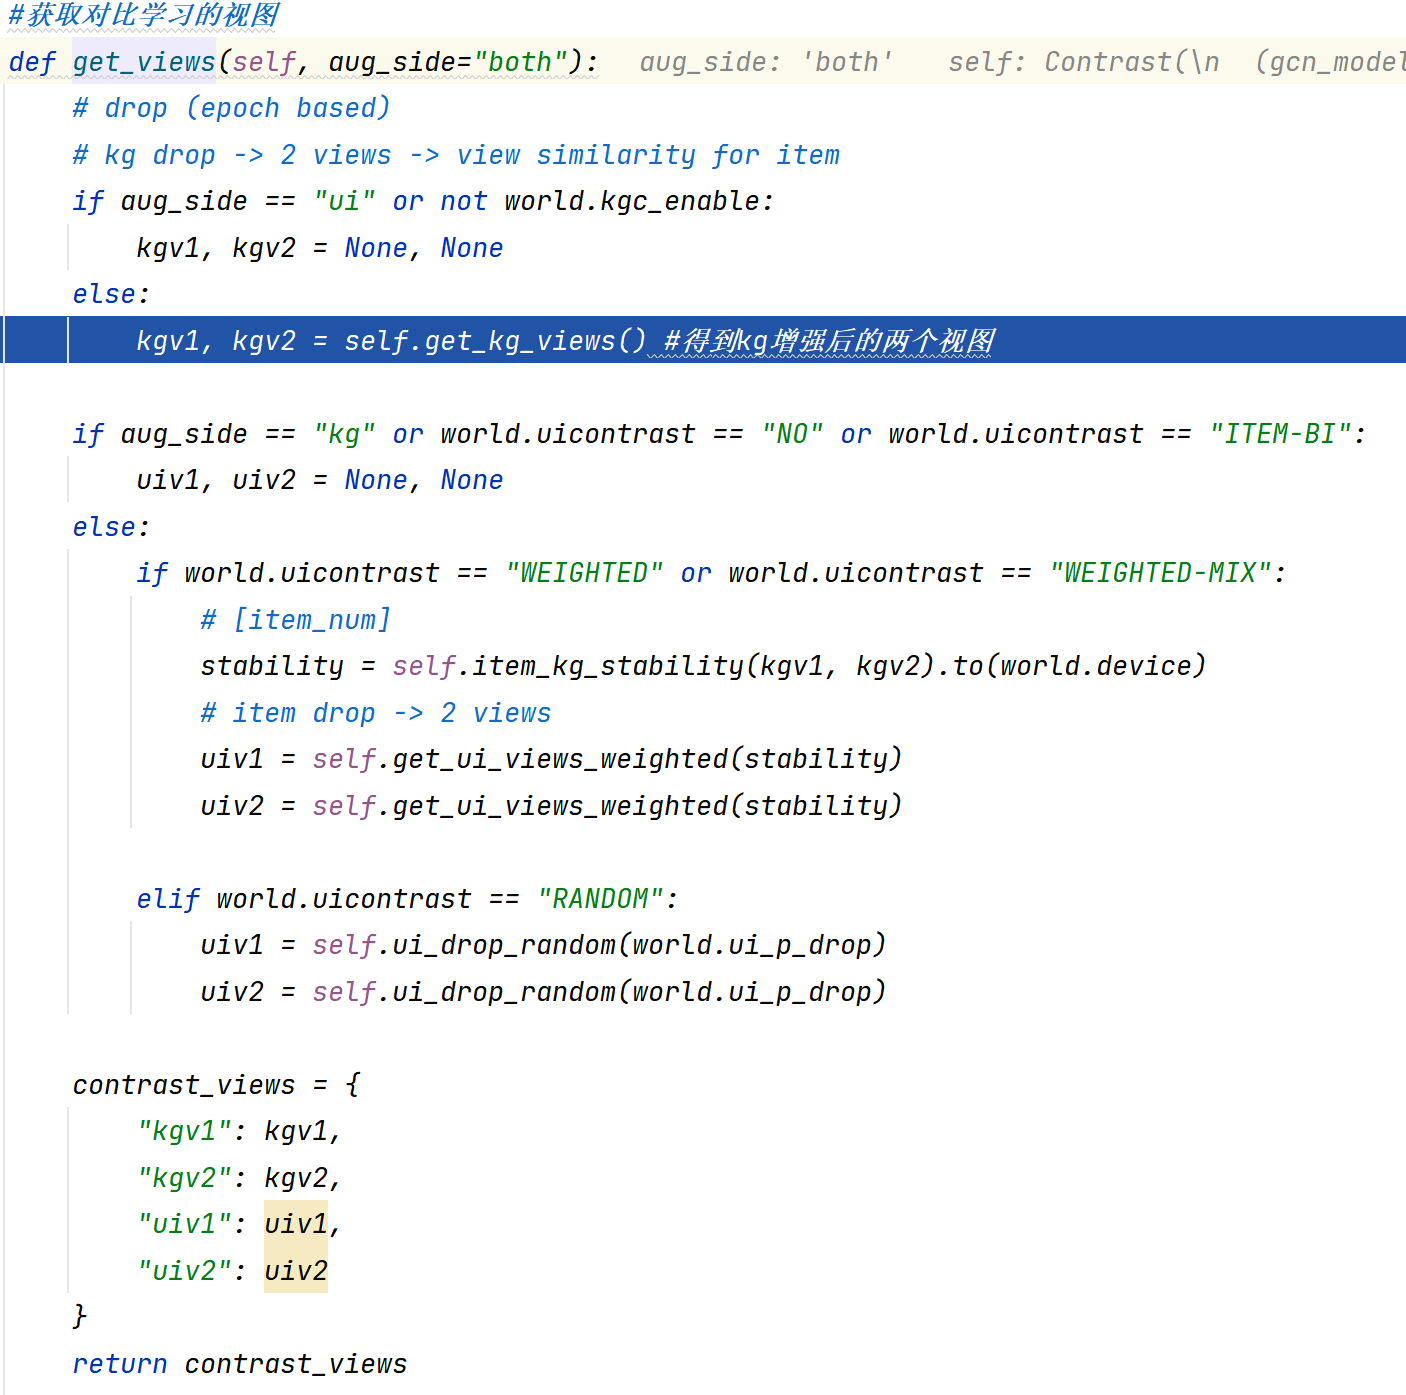 #获取对比学习的视图
def get_views(self, aug_side="both"):   aug_side: 'both'   self: Contrast(\n  (gcn_model
    # drop (epoch based)
    # kg drop -> 2 views -> view similarity for item
    if aug_side == "ui" or not world.kgc_enable:
        kgv1, kgv2 = None, None
    else:
        kgv1, kgv2 = self.get_kg_views() #得到kg增强后的两个视图
    if aug_side == "kg" or world.uicontrast == "NO" or world.uicontrast == "ITEM-BI":
        uiv1, uiv2 = None, None
    else:
        if world.uicontrast == "WEIGHTED" or world.uicontrast == "WEIGHTED-MIX":
            # [item_num]
            stability = self.item_kg_stability(kgv1, kgv2).to(world.device)
            # item drop -> 2 views
            uiv1 = self.get_ui_views_weighted(stability)
            uiv2 = self.get_ui_views_weighted(stability)
        elif world.uicontrast == "RANDOM":
            uiv1 = self.ui_drop_random(world.ui_p_drop)
            uiv2 = self.ui_drop_random(world.ui_p_drop)
    contrast_views = {
        "kgv1": kgv1,
        "kgv2": kgv2,
        "uiv1": uiv1,
        "uiv2": uiv2
    }
    return contrast_views